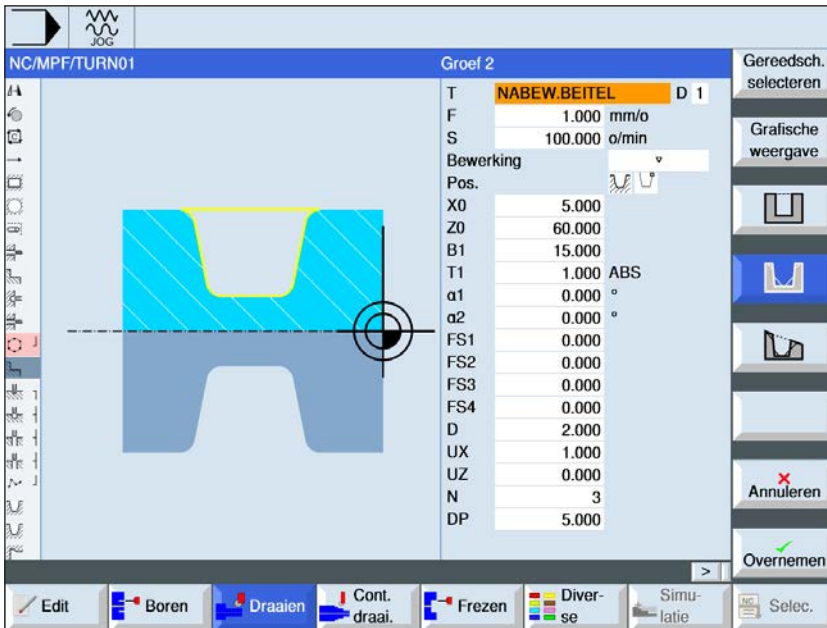 JOG
NC/MPF/TURN01
Groef 2
T NABEW.BEITEL D 1
F 1.000 mm/o
S 100.000 o/min
Bewerking
Pos.
X0 5.000
Z0 60.000
B1 15.000
T1 1.000 ABS
α1 0.000 °
α2 0.000 °
FS1 0.000
FS2 0.000
FS3 0.000
FS4 0.000
D 2.000
UX 1.000
UZ 0.000
N 3
DP 5.000
Gereedsch.
selecteren
Grafische
weergave
Annuleren
Overnemen
>
Edit
Boren
Draaien
Cont.
draai.
Frezen
Diver-
se
Simu-
latie
NC
Selec.